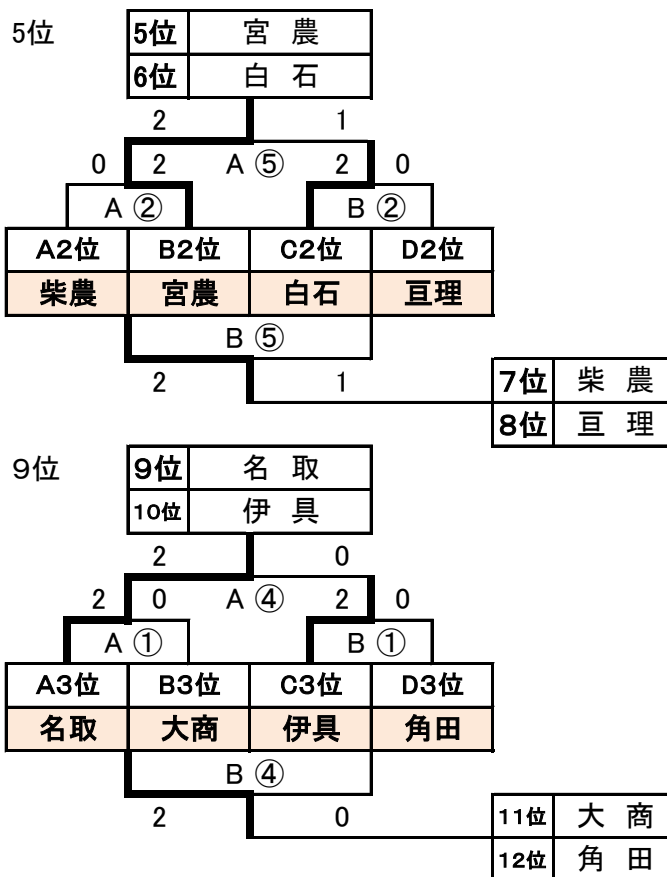 5位 5位 宮 農
6位 白 石
2 1
0 2 A ⑤ 2 0
A ② B ②
A2位 B2位 C2位 D2位
柴農 宮農 白石 亘理
B ⑤
2 1
7位 柴 農
8位 亘 理
9位 9位 名 取
10位 伊 具
2 0
2 0 A ④ 2 0
A ① B ①
A3位 B3位 C3位 D3位
名取 大商 伊具 角田
B ④
2 0
11位 大 商
12位 角 田